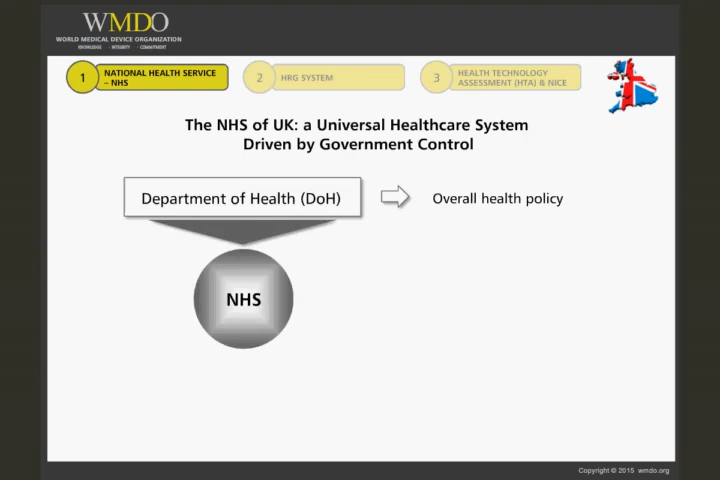 WMDO
WORLD MEDICAL DEVICE ORGANIZATION
KNOWLEDGE · INTEGRITY · COMMITMENT
1
NATIONAL HEALTH SERVICE
– NHS
2
HRG SYSTEM
3
HEALTH TECHNOLOGY
ASSESSMENT (HTA) & NICE
The NHS of UK: a Universal Healthcare System
Driven by Government Control
Department of Health (DoH)
Overall health policy
NHS
Copyright © 2015 wmdo.org